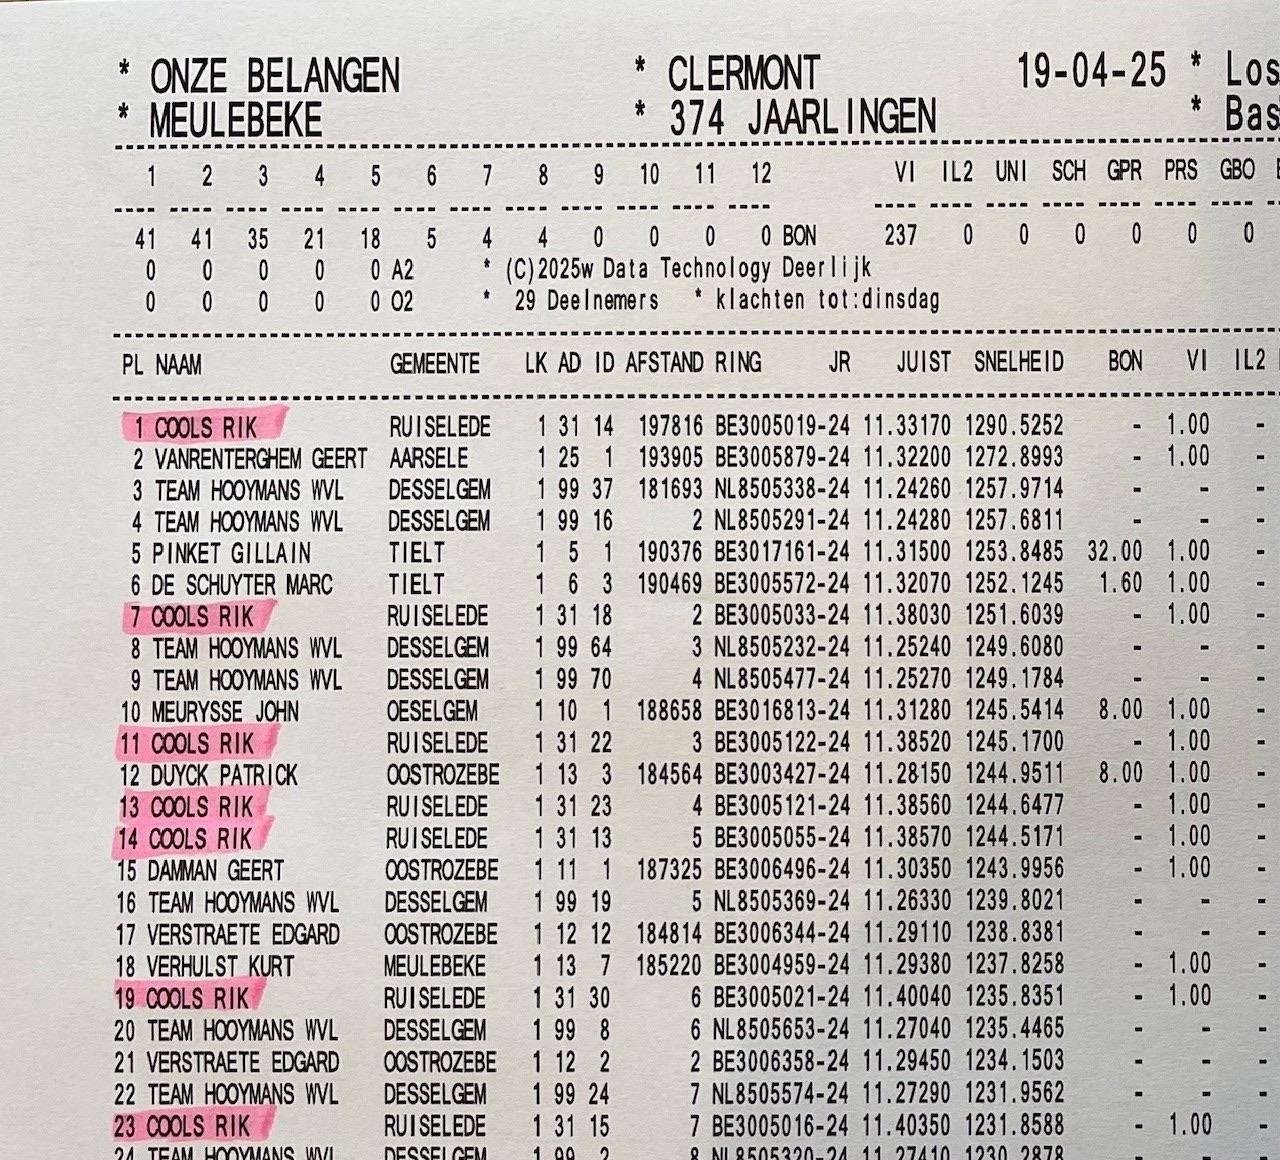 * ONZE BELANGEN * CLERMONT 19-04-25 * Los
* MEULEBEKE * 374 JAARLINGEN * Bas
1 2 3 4 5 6 7 8 9 10 11 12 VI IL2 UNI SCH GPR PRS GBO
41 41 35 21 18 5 4 4 0 0 0 0 BON 237 0 0 0 0 0 0
0 0 0 0 0 A2 * (C)2025w Data Technology Deerlijk
0 0 0 0 0 O2 * 29 Deelnemers * klachten tot:dinsdag
PL NAAM GEMEENTE LK AD ID AFSTAND RING JR JUIST SNELHEID BON VI IL2
1 COOLS RIK RUISELEDE 1 31 14 197816 BE3005019-24 11.33170 1290.5252 - 1.00 -
2 VANRENTERGHEM GEERT AARSELE 1 25 1 193905 BE3005879-24 11.32200 1272.8993 - 1.00 -
3 TEAM HOOYMANS WVL DESSELGEM 1 99 37 181693 NL8505338-24 11.24260 1257.9714 - - -
4 TEAM HOOYMANS WVL DESSELGEM 1 99 16 2 NL8505291-24 11.24280 1257.6811 - - -
5 PINKET GILLAIN TIELT 1 5 1 190376 BE3017161-24 11.31500 1253.8485 32.00 1.00 -
6 DE SCHUYTER MARC TIELT 1 6 3 190469 BE3005572-24 11.32070 1252.1245 1.60 1.00 -
7 COOLS RIK RUISELEDE 1 31 18 2 BE3005033-24 11.38030 1251.6039 - 1.00 -
8 TEAM HOOYMANS WVL DESSELGEM 1 99 64 3 NL8505232-24 11.25240 1249.6080 - - -
9 TEAM HOOYMANS WVL DESSELGEM 1 99 70 4 NL8505477-24 11.25270 1249.1784 - - -
10 MEURYSSE JOHN OESELGEM 1 10 1 188658 BE3016813-24 11.31280 1245.5414 8.00 1.00 -
11 COOLS RIK RUISELEDE 1 31 22 3 BE3005122-24 11.38520 1245.1700 - 1.00 -
12 DUYCK PATRICK OOSTROZEBE 1 13 3 184564 BE3003427-24 11.28150 1244.9511 8.00 1.00 -
13 COOLS RIK RUISELEDE 1 31 23 4 BE3005121-24 11.38560 1244.6477 - 1.00 -
14 COOLS RIK RUISELEDE 1 31 13 5 BE3005055-24 11.38570 1244.5171 - 1.00 -
15 DAMMAN GEERT OOSTROZEBE 1 11 1 187325 BE3006496-24 11.30350 1243.9956 - 1.00 -
16 TEAM HOOYMANS WVL DESSELGEM 1 99 19 5 NL8505369-24 11.26330 1239.8021 - - -
17 VERSTRAETE EDGARD OOSTROZEBE 1 12 12 184814 BE3006344-24 11.29110 1238.8381 - - -
18 VERHULST KURT MEULEBEKE 1 13 7 185220 BE3004959-24 11.29380 1237.8258 - 1.00 -
19 COOLS RIK RUISELEDE 1 31 30 6 BE3005021-24 11.40040 1235.8351 - 1.00 -
20 TEAM HOOYMANS WVL DESSELGEM 1 99 8 6 NL8505653-24 11.27040 1235.4465 - - -
21 VERSTRAETE EDGARD OOSTROZEBE 1 12 2 2 BE3006358-24 11.29450 1234.1503 - - -
22 TEAM HOOYMANS WVL DESSELGEM 1 99 24 7 NL8505574-24 11.27290 1231.9562 - - -
23 COOLS RIK RUISELEDE 1 31 15 7 BE3005016-24 11.40350 1231.8588 - 1.00 -
24 TEAM HOOYMANS WVL DESSELGEM 1 99 2 8 NL8505320-24 11.27410 1230.2878 - - -